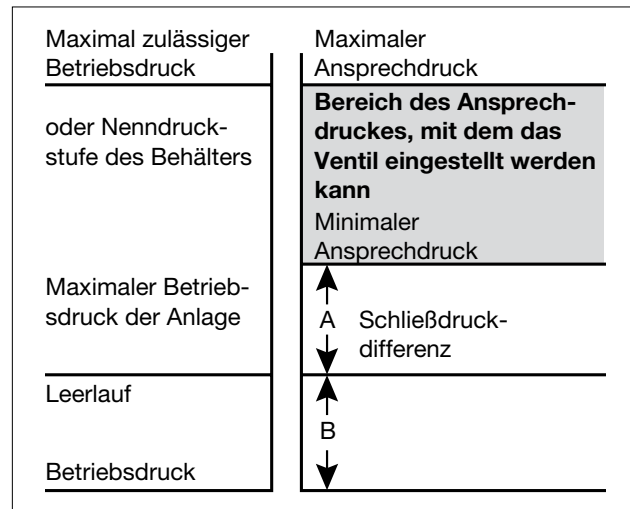 Maximal zulässiger
Betriebsdruck
oder Nenndruck-
stufe des Behälters
Maximaler Betrieb-
sdruck der Anlage
Leerlauf
Betriebsdruck
Maximaler
Ansprechdruck
Bereich des Ansprech-
druckes, mit dem das
Ventil eingestellt werden
kann
Minimaler
Ansprechdruck
A Schließdruck-
differenz
B